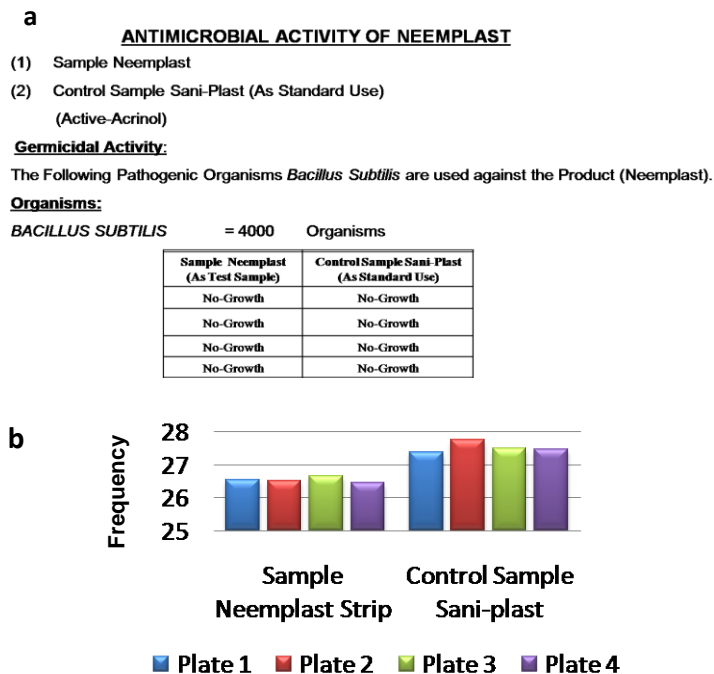 a
ANTIMICROBIAL ACTIVITY OF NEEMPLAST
(1) Sample Neemplast
(2) Control Sample Sani-Plast (As Standard Use)
(Active-Acrinol)
Germicidal Activity:
The Following Pathogenic Organisms Bacillus Subtilis are used against the Product (Neemplast).
Organisms:
BACILLUS SUBTILIS = 4000 Organisms
Sample Neemplast Control Sample Sani-Plast
(As Test Sample) (As Standard Use)
No-Growth No-Growth
No-Growth No-Growth
No-Growth No-Growth
No-Growth No-Growth
b
Frequency
28
27
26
25
Sample Control Sample
Neemplast Strip Sani-plast
Plate 1 Plate 2 Plate 3 Plate 4